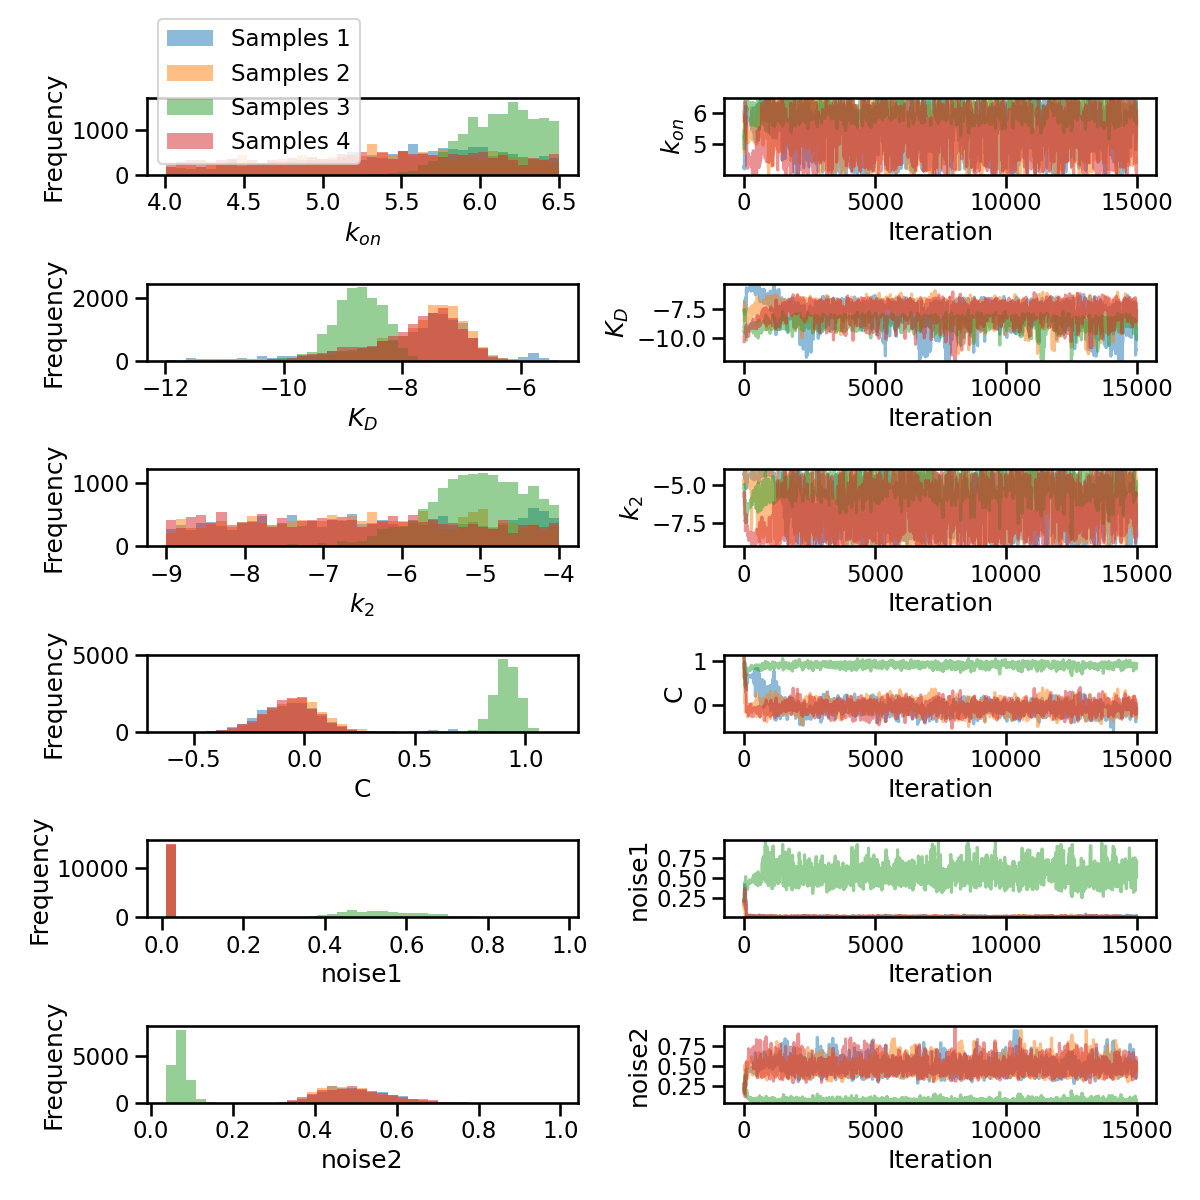 Samples 1
Samples 2
Samples 3
Samples 4
Frequency
1000
0
4.0 4.5 5.0 5.5 6.0 6.5
k_on
k_on
6
5
0 5000 10000 15000
Iteration
Frequency
2000
0
−12 −10 −8 −6
K_D
K_D
−7.5
−10.0
0 5000 10000 15000
Iteration
Frequency
1000
0
−9 −8 −7 −6 −5 −4
k_2
k_2
−5.0
−7.5
0 5000 10000 15000
Iteration
Frequency
5000
0
−0.5 0.0 0.5 1.0
C
C
1
0
0 5000 10000 15000
Iteration
Frequency
10000
0
0.0 0.2 0.4 0.6 0.8 1.0
noise1
noise1
0.75
0.50
0.25
0 5000 10000 15000
Iteration
Frequency
5000
0
0.0 0.2 0.4 0.6 0.8 1.0
noise2
noise2
0.75
0.50
0.25
0 5000 10000 15000
Iteration